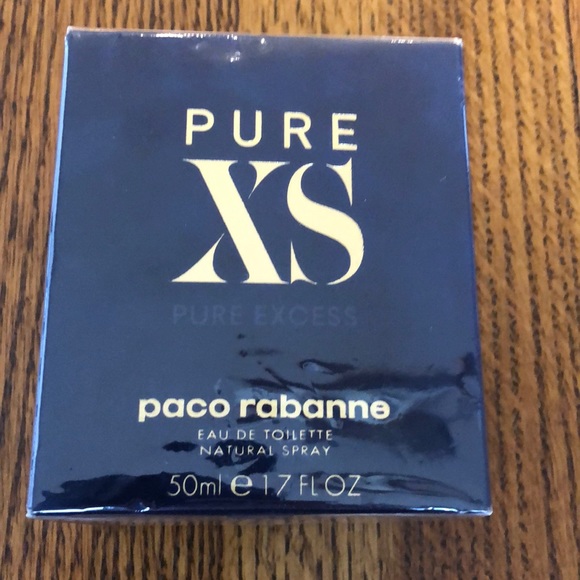 PURE
XS
PURE EXCESS
paco rabanne
EAU DE TOILETTE
NATURAL SPRAY
50ml e 1.7 FL OZ